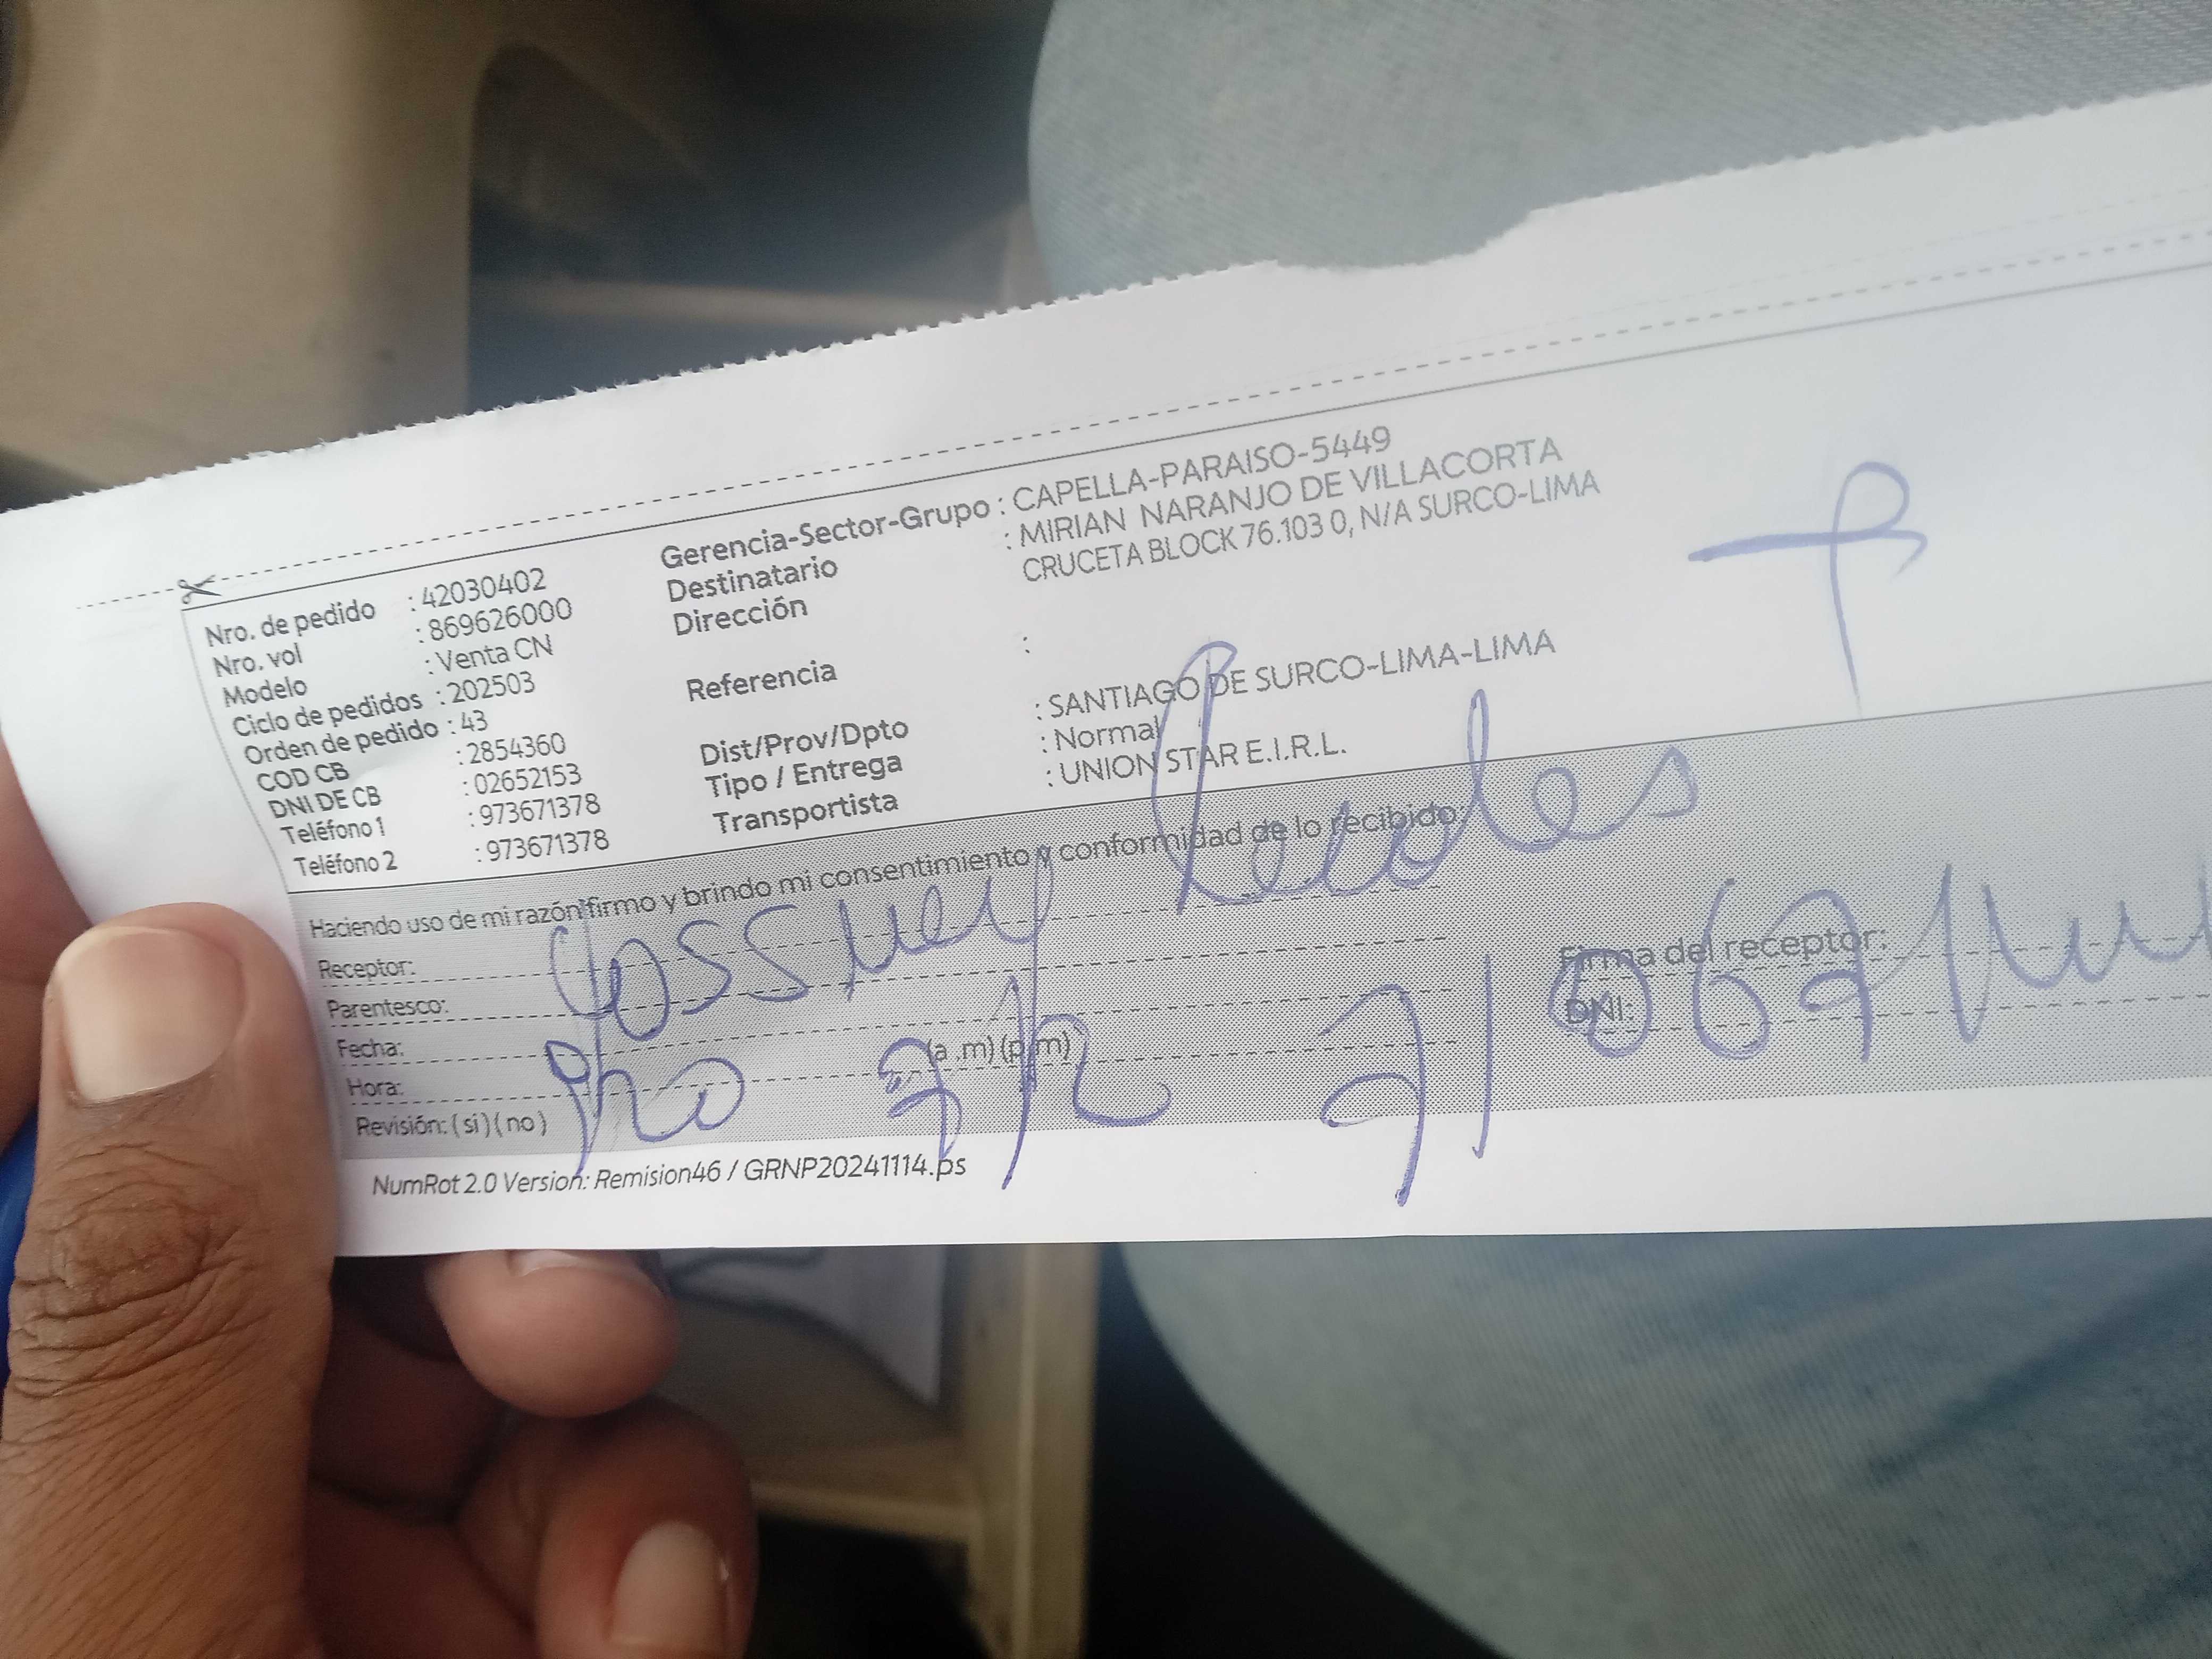 Nro. de pedido : 42030402
Nro. vol : 869626000
Modelo : Venta CN
Ciclo de pedidos : 202503
Orden de pedido : 43
COD CB : 2854360
DNI DE CB : 02652153
Teléfono 1 : 973671378
Teléfono 2 : 973671378
Gerencia-Sector-Grupo : CAPELLA-PARAISO-5449
Destinatario : MIRIAN NARANJO DE VILLACORTA
Dirección CRUCETA BLOCK 76.103 0, N/A SURCO-LIMA
Referencia :
Dist/Prov/Dpto : SANTIAGO DE SURCO-LIMA-LIMA
Tipo / Entrega : Normal
Transportista : UNION STAR E.I.R.L.
Haciendo uso de mi razón firmo y brindo mi consentimiento y conformidad de lo recibido:
Receptor:
Parentesco:
Fecha:
Hora: (a .m) (p.m)
Revisión: ( si ) ( no )
Firma del receptor:
DNI:
NumRot 2.0 Version: Remision46 / GRNP20241114.ps